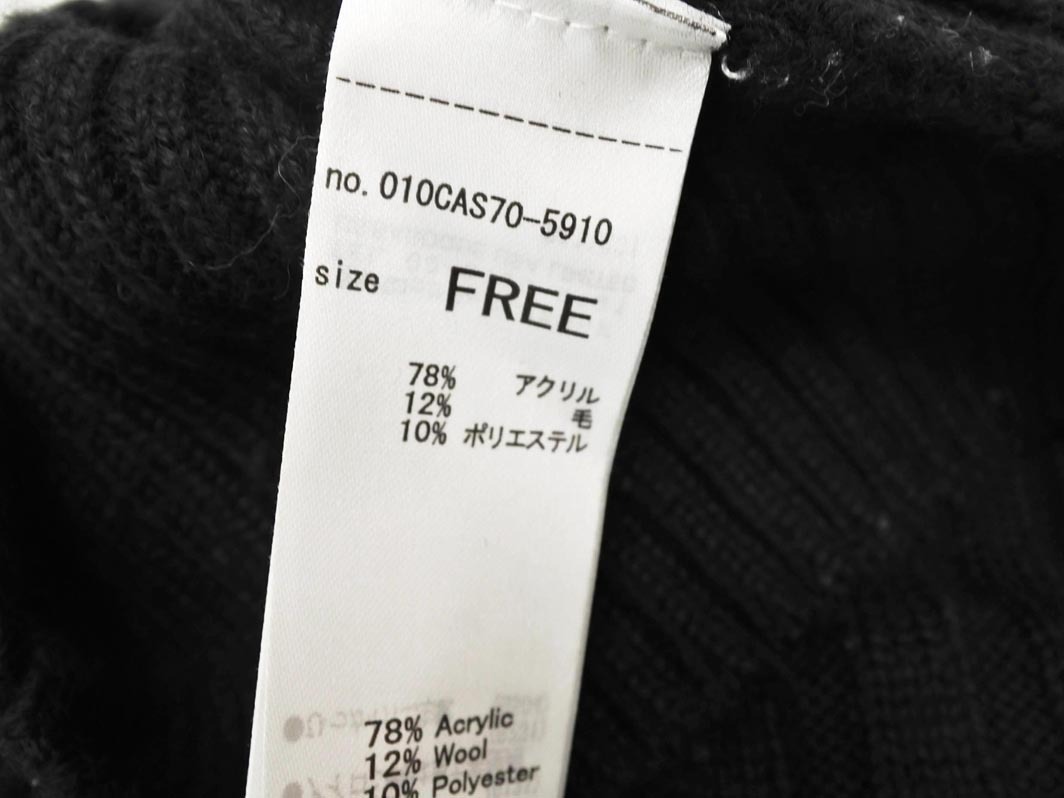 no. 010CAS70-5910
size FREE
78% アクリル
12% 毛
10% ポリエステル
78% Acrylic
12% Wool
10% Polyester